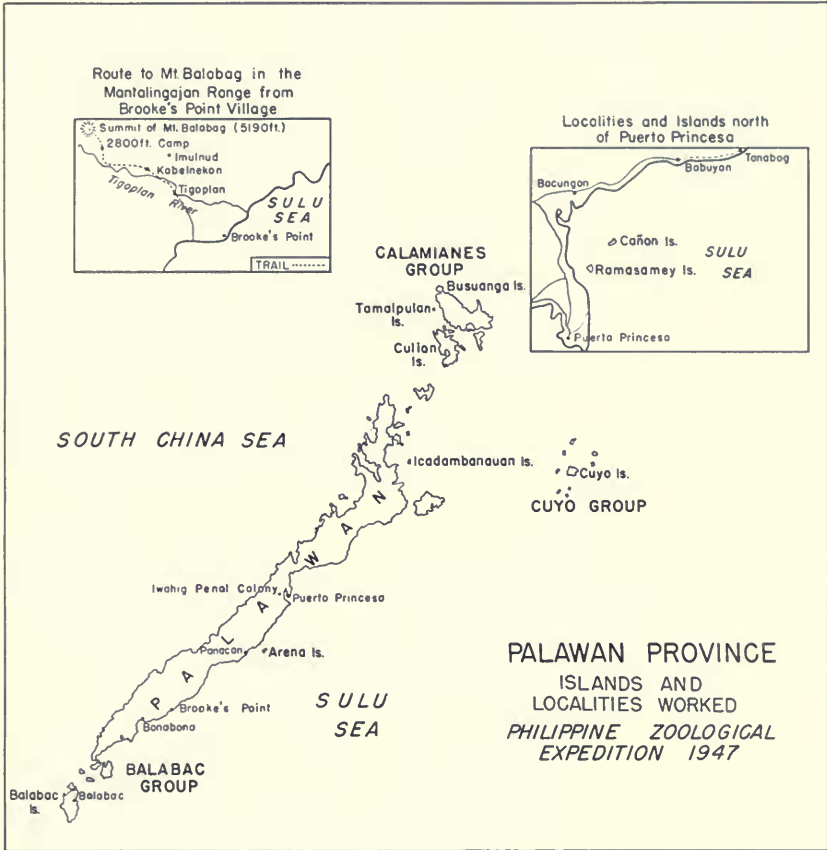 Route to Mt. Balobag in the
Mantalingajan Range from
Brooke's Point Village
Summit of Mt. Balobag (5190ft.)
2800ft. Camp
Imulnud
Kabelnekon
Tigoplan
Tigoplan River
SULU
SEA
Brooke's Point
TRAIL
Localities and Islands north
of Puerto Princesa
Tanabog
Babuyan
Bacungan
Cañon Is.
SULU
SEA
Ramasamey Is.
Puerto Princesa
CALAMIANES
GROUP
Busuanga Is.
Tamalpulan
Is.
Culion
Is.
SOUTH CHINA SEA
Icadambanauan Is.
Cuyo Is.
CUYO GROUP
PALAWAN
Iwahig Penal Colony
Puerto Princesa
Panacan
Arena Is.
Brooke's Point
Bonabona
SULU
SEA
BALABAC
GROUP
Balabac
Is.
Balabac
PALAWAN PROVINCE
ISLANDS AND
LOCALITIES WORKED
PHILIPPINE ZOOLOGICAL
EXPEDITION 1947